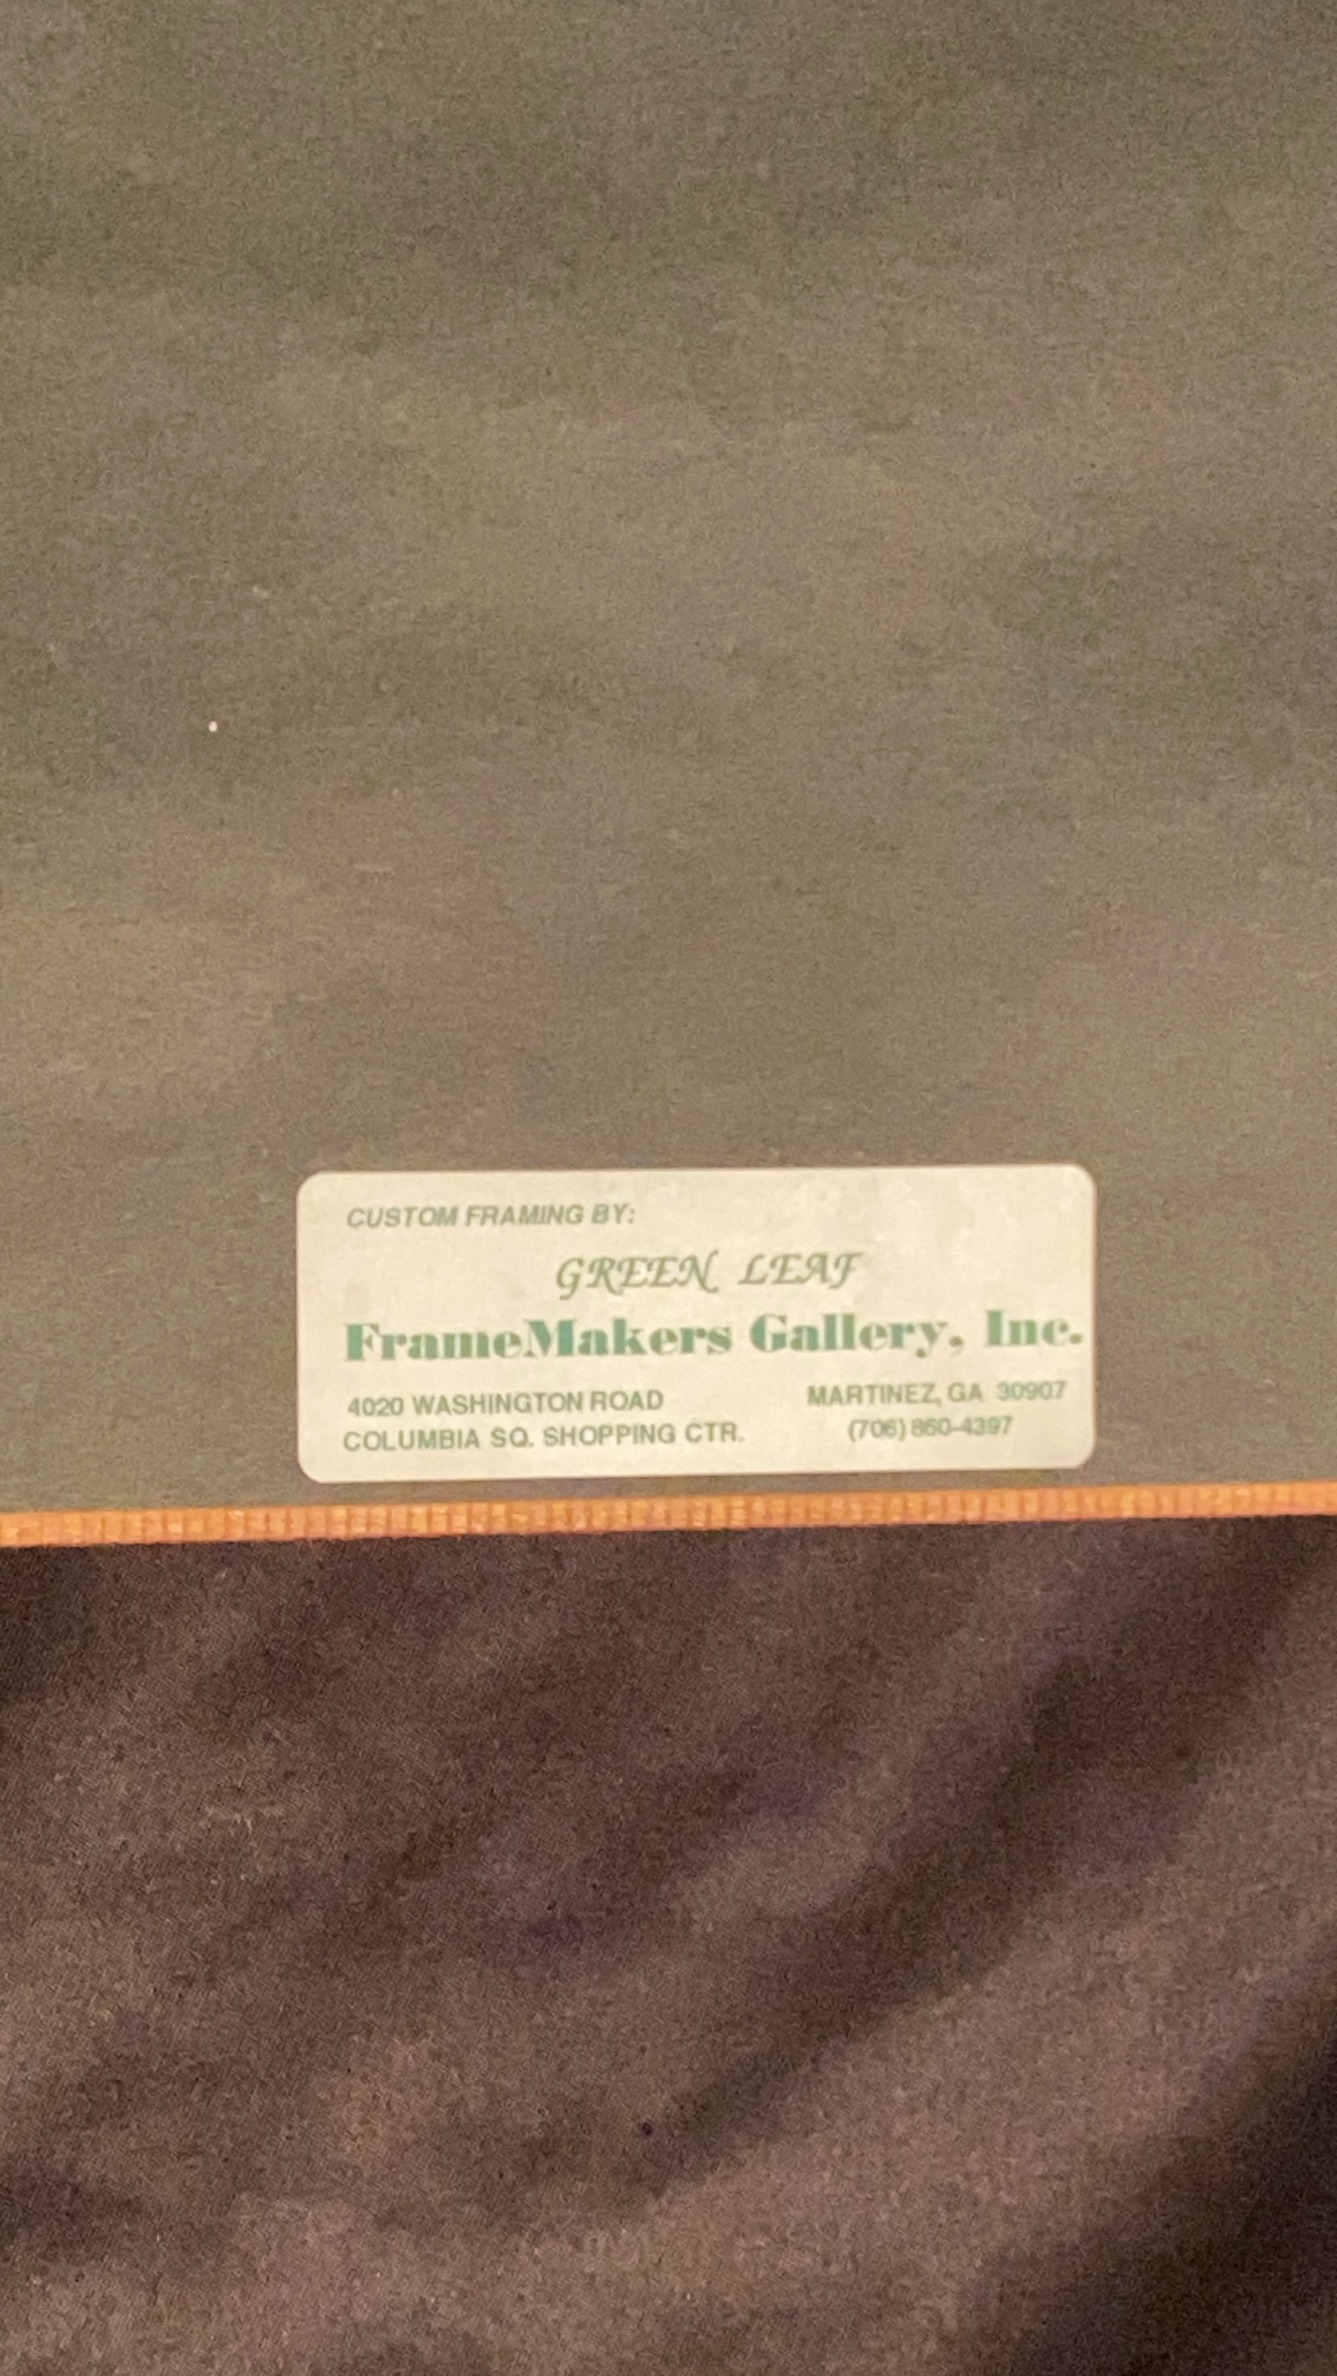 CUSTOM FRAMING BY:
GREEN LEAF
FrameMakers Gallery, Inc.
4020 WASHINGTON ROAD MARTINEZ, GA 30907
COLUMBIA SQ. SHOPPING CTR. (706) 860-4397